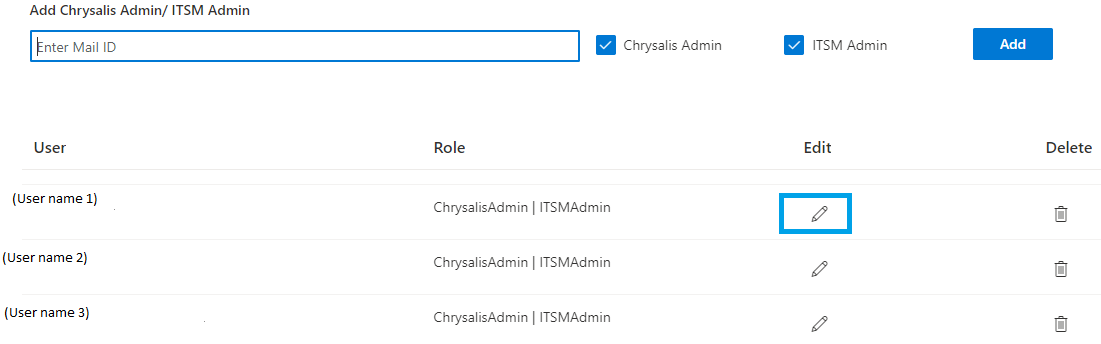 Add Chrysalis Admin/ ITSM Admin
Enter Mail ID Chrysalis Admin ITSM Admin Add
User Role Edit Delete
(User name 1) ChrysalisAdmin | ITSMAdmin
(User name 2) ChrysalisAdmin | ITSMAdmin
(User name 3) ChrysalisAdmin | ITSMAdmin